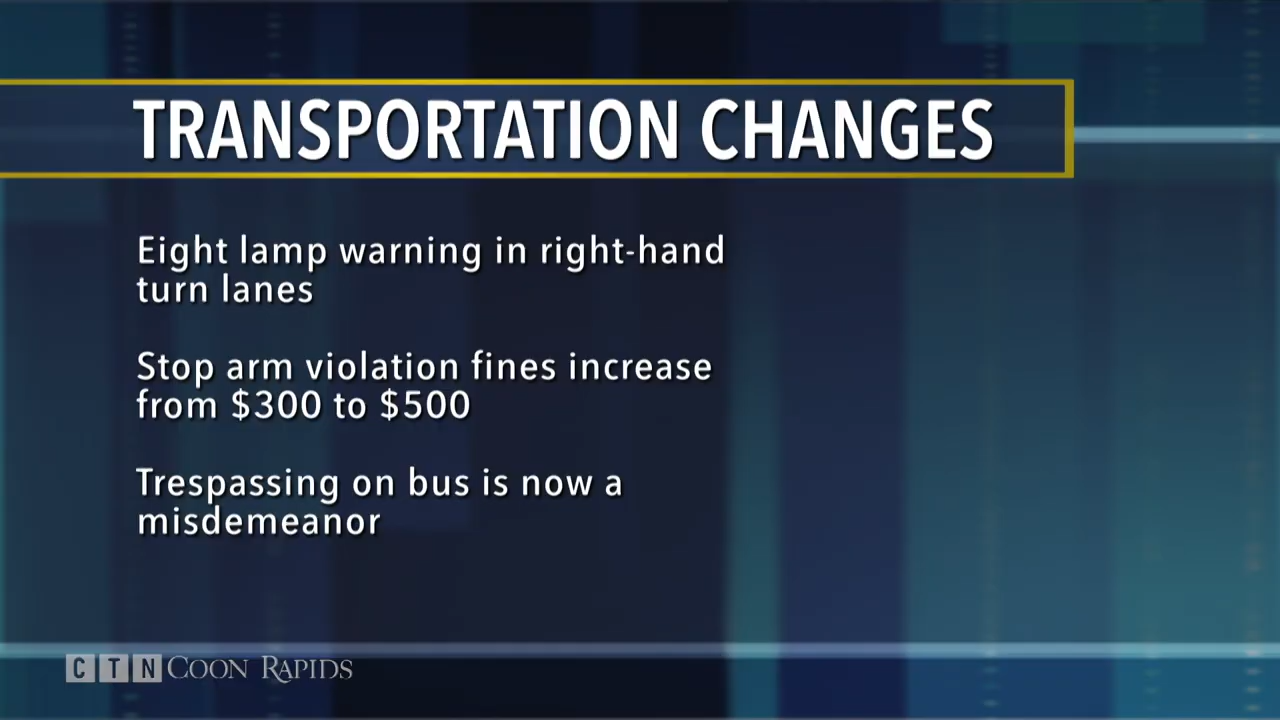 TRANSPORTATION CHANGES
Eight lamp warning in right-hand
turn lanes
Stop arm violation fines increase
from $300 to $500
Trespassing on bus is now a
misdemeanor
CTN COON RAPIDS